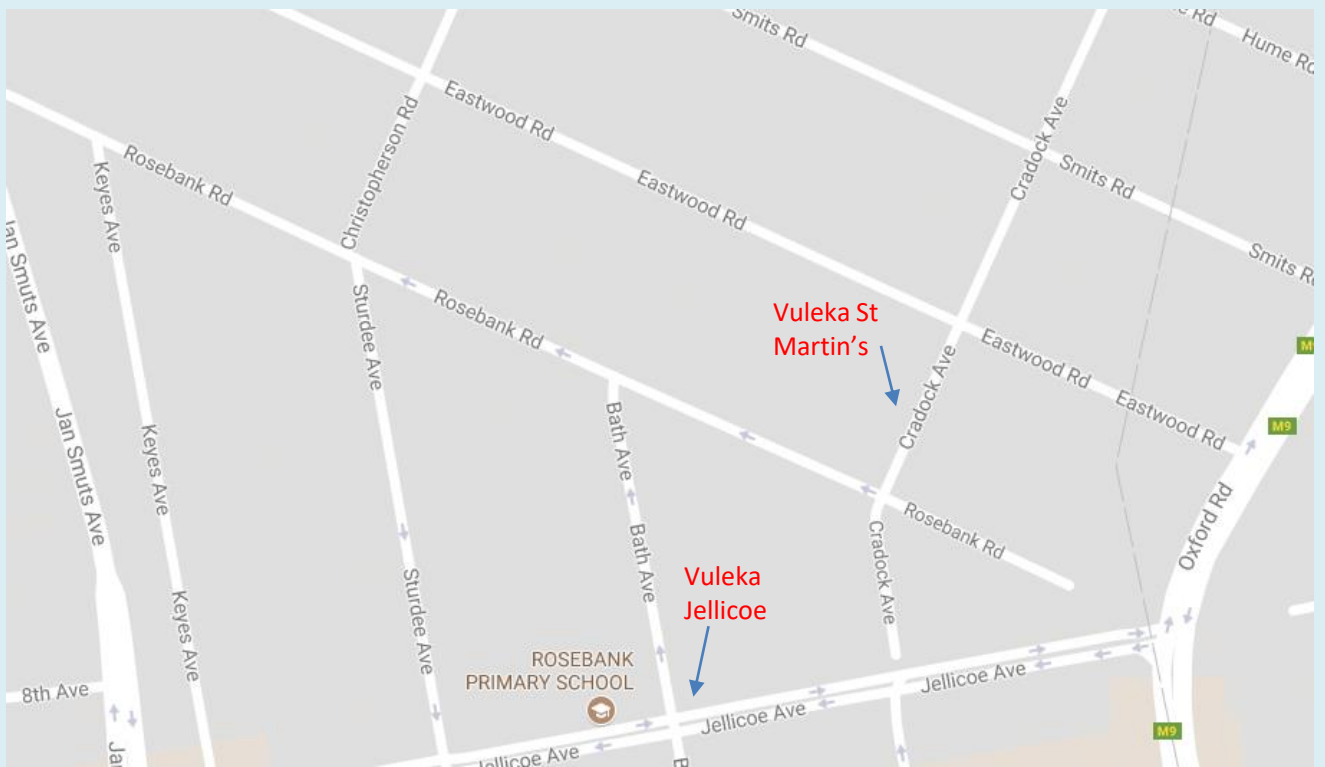 Smits Rd
Rd
Hume Rd
Eastwood Rd
Christopherson Rd
Cradock Ave
Keyes Ave
Rosebank Rd
Eastwood Rd
Smits Rd
Jan Smuts Ave
Smits R
Sturdee Ave
Rosebank Rd
Vuleka St
Martin's
Eastwood Rd
Cradock Ave
Eastwood Rd
M9
Jan Smuts Ave
Keyes Ave
Bath Ave
Oxford Rd
Rosebank Rd
Bath Ave
Cradock Ave
Vuleka
Jellicoe
Sturdee Ave
Keyes Ave
ROSEBANK
PRIMARY SCHOOL
8th Ave
Jellicoe Ave
Jellicoe Ave
Jellicoe Ave
M9